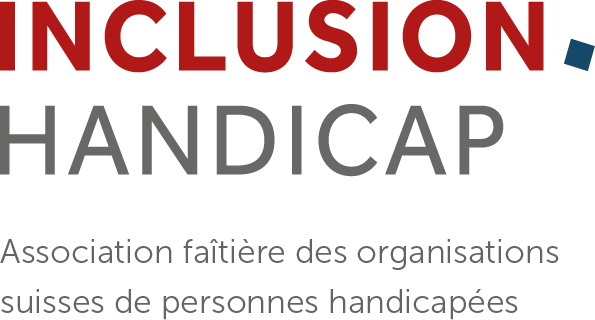 INCLUSION.
HANDICAP
Association faîtière des organisations
suisses de personnes handicapées